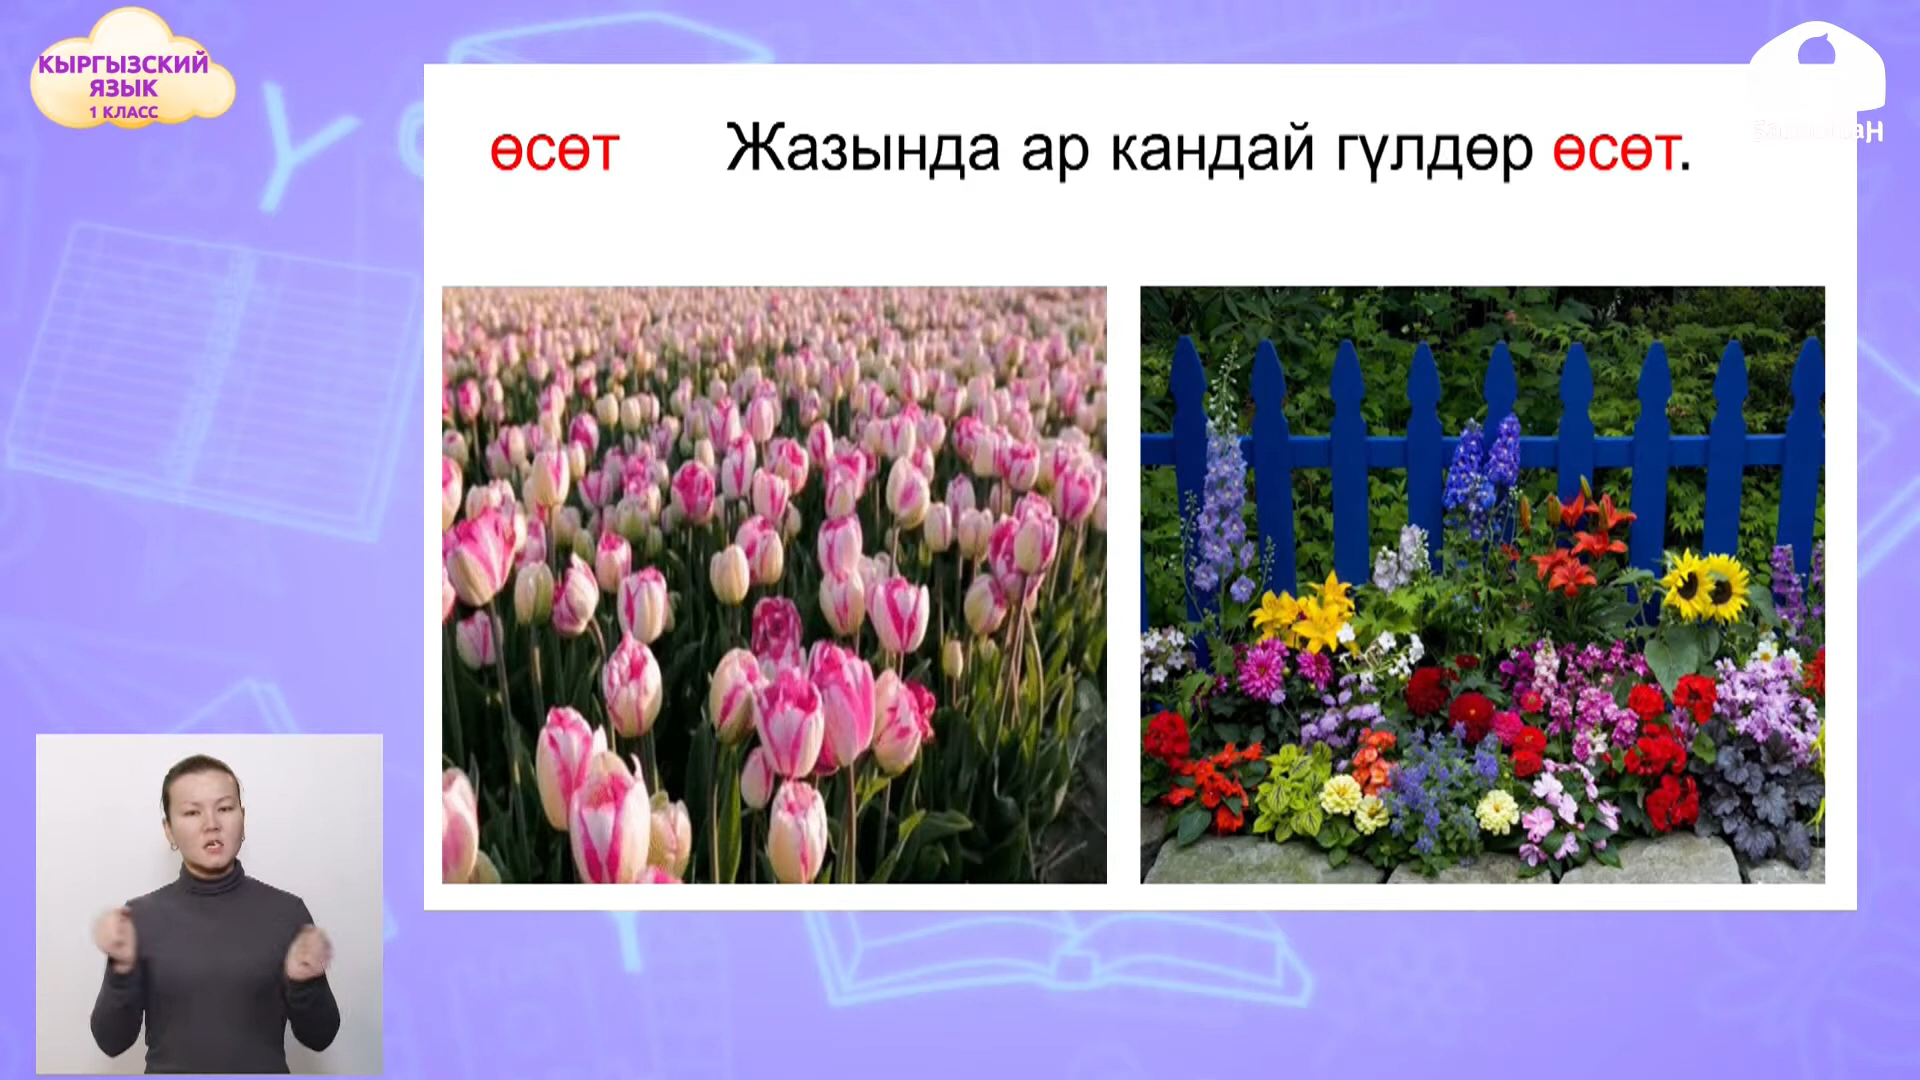 КЫРГЫЗСКИЙ
ЯЗЫК
1 КЛАСС
өсөт Жазында ар кандай гүлдөр өсөт.